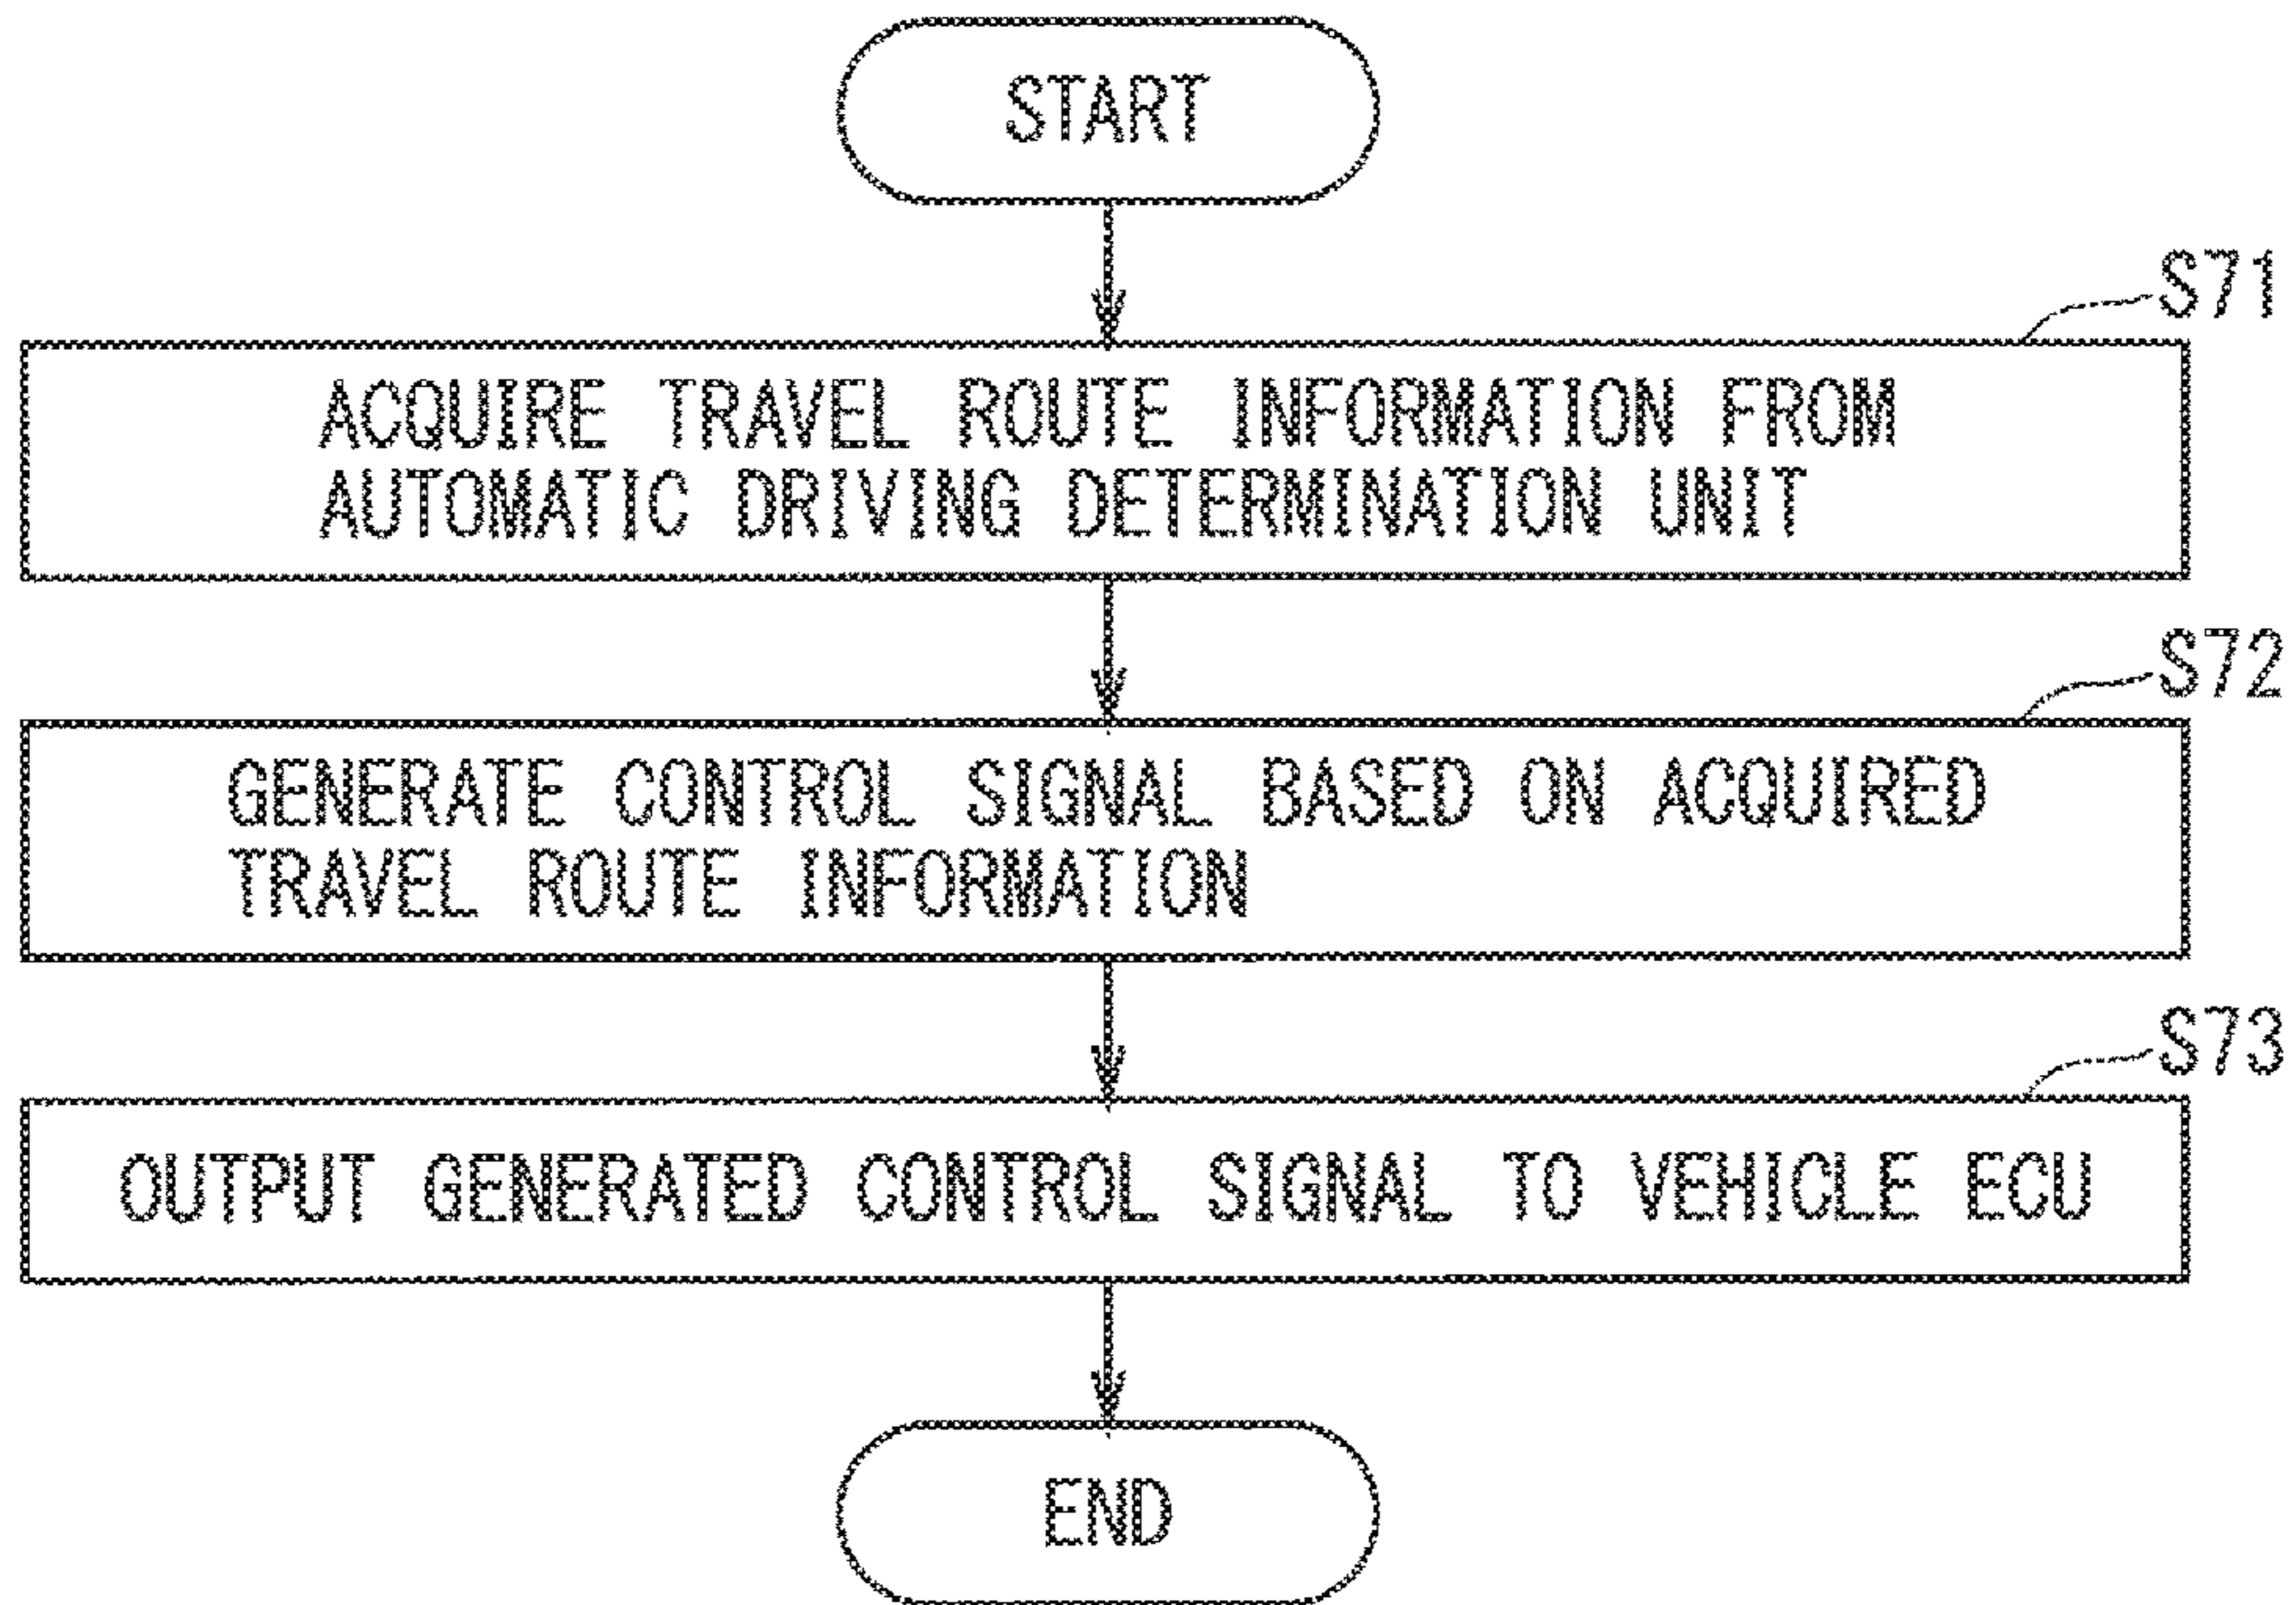 START
S71
ACQUIRE TRAVEL ROUTE INFORMATION FROM
AUTOMATIC DRIVING DETERMINATION UNIT
S72
GENERATE CONTROL SIGNAL BASED ON ACQUIRED
TRAVEL ROUTE INFORMATION
S73
OUTPUT GENERATED CONTROL SIGNAL TO VEHICLE ECU
END